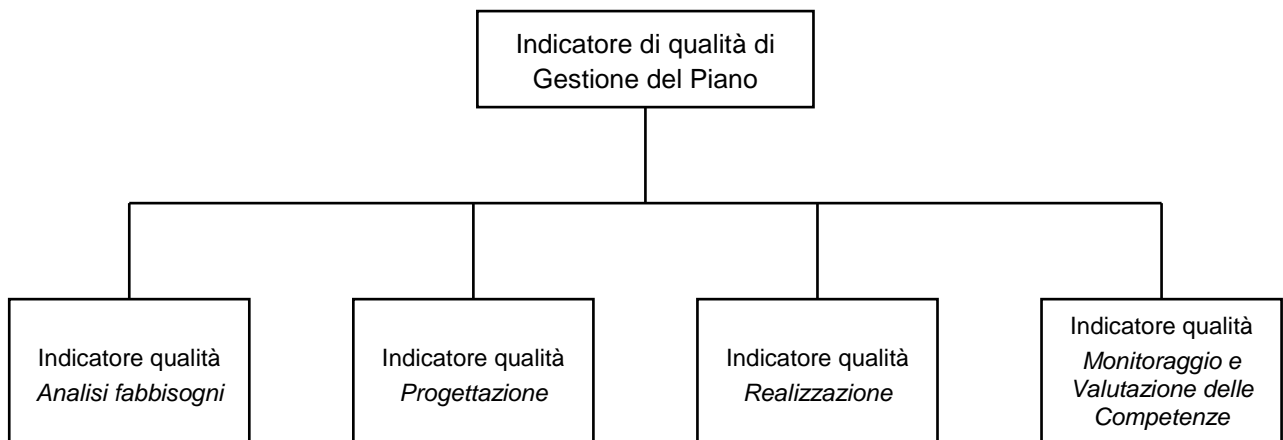 Indicatore di qualità di
Gestione del Piano
Indicatore qualità
Analisi fabbisogni
Indicatore qualità
Progettazione
Indicatore qualità
Realizzazione
Indicatore qualità
Monitoraggio e
Valutazione delle
Competenze